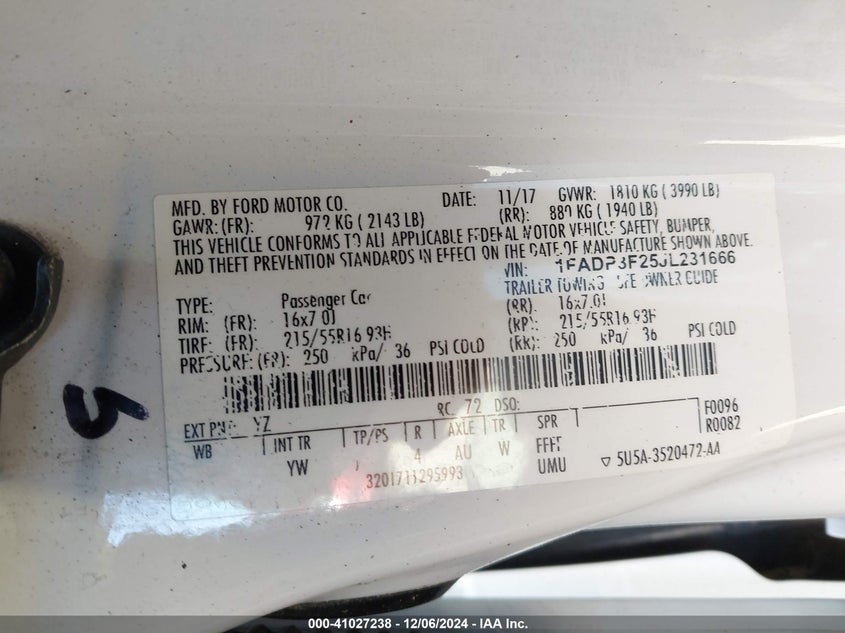 MFD. BY FORD MOTOR CO. DATE: 11/17 GVWR: 1810 KG ( 3990 LB)
GAWR: (FR): 972 KG ( 2143 LB) (RR): 880 KG ( 1940 LB)
THIS VEHICLE CONFORMS TO ALL APPLICABLE FEDERAL MOTOR VEHICLE SAFETY, BUMPER,
AND THEFT PREVENTION STANDARDS IN EFFECT ON THE DATE OF MANUFACTURE SHOWN ABOVE.
VIN: 1FADP3F25JL231666
TRAILER TOWING - SEE OWNER GUIDE
TYPE: Passenger Car
RIM: (FR): 16x7.0J (RR): 16x7.0J
TIRE: (FR): 215/55R16 93H (RR): 215/55R16 93H
PRESSURE: (FR): 250 kPa/ 36 PSI COLD (RR): 250 kPa/ 36 PSI COLD
RC: 72 DSO:
EXT PNT: YZ F0096
WB INT TR TP/PS R AXLE TR SPR R0082
YW 4 AU W
UMU
3201711295993
▽ 5U5A-3520472-AA
000-41027238 - 12/06/2024 - IAA Inc.